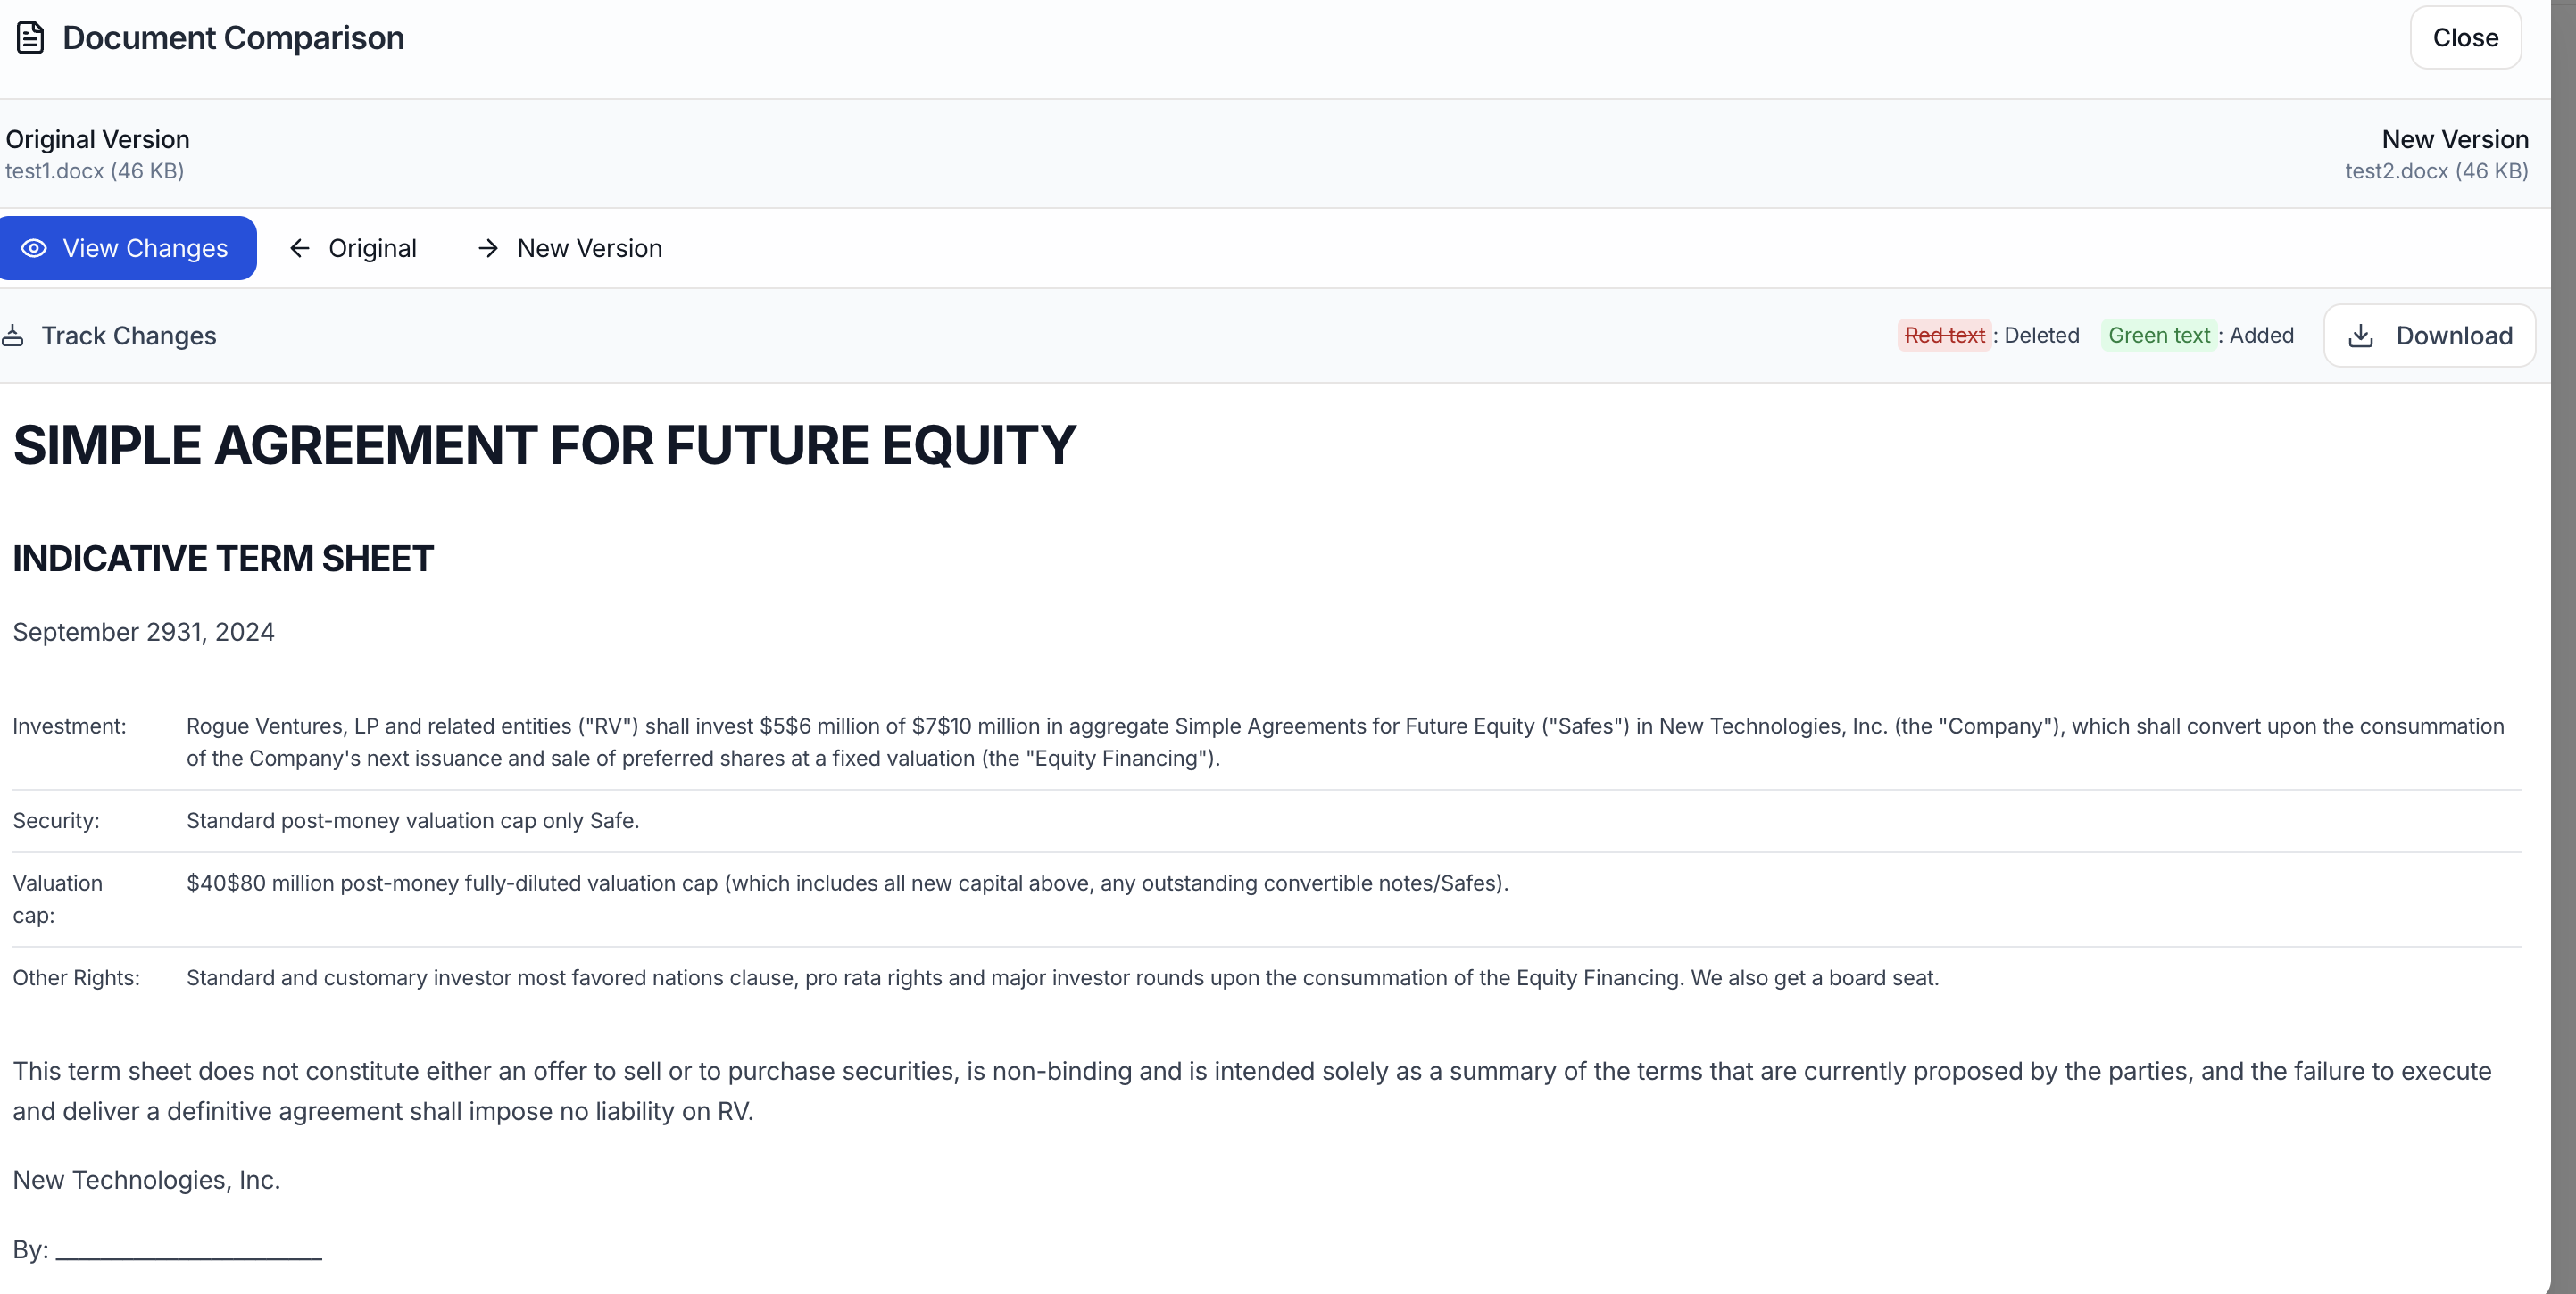 Document Comparison
Close
Original Version
New Version
test1.docx (46 KB)
test2.docx (46 KB)
View Changes
Original
New Version
Track Changes
Red text: Deleted
Green text: Added
Download
SIMPLE AGREEMENT FOR FUTURE EQUITY
INDICATIVE TERM SHEET
September 2931, 2024
Investment:
Rogue Ventures, LP and related entities ("RV") shall invest $5$6 million of $7$10 million in aggregate Simple Agreements for Future Equity ("Safes") in New Technologies, Inc. (the "Company"), which shall convert upon the consummation
of the Company's next issuance and sale of preferred shares at a fixed valuation (the "Equity Financing").
Security:
Standard post-money valuation cap only Safe.
Valuation
cap:
$40$80 million post-money fully-diluted valuation cap (which includes all new capital above, any outstanding convertible notes/Safes).
Other Rights:
Standard and customary investor most favored nations clause, pro rata rights and major investor rounds upon the consummation of the Equity Financing. We also get a board seat.
This term sheet does not constitute either an offer to sell or to purchase securities, is non-binding and is intended solely as a summary of the terms that are currently proposed by the parties, and the failure to execute
and deliver a definitive agreement shall impose no liability on RV.
New Technologies, Inc.
By: ____________________